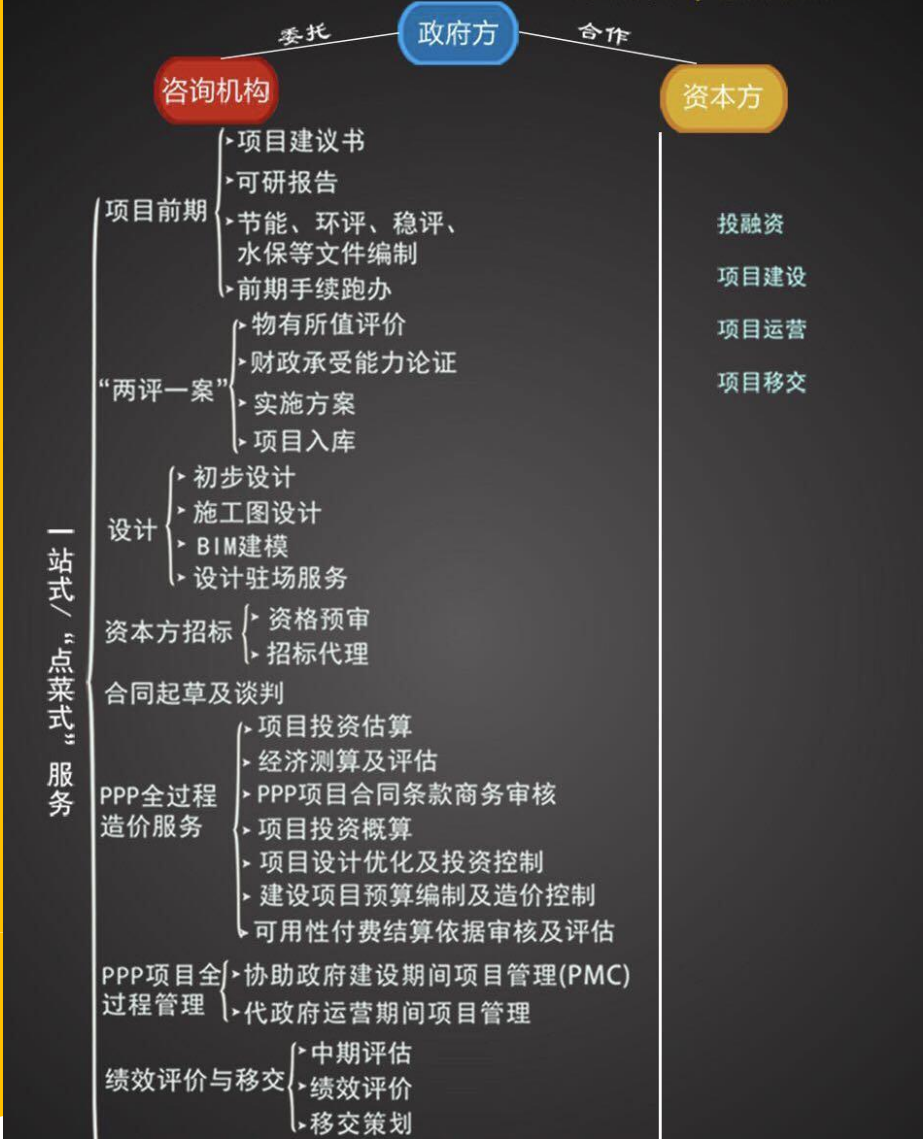 政府方
委托
合作
咨询机构
资本方
一站式/“点菜式”服务
项目前期
项目建议书
可研报告
节能、环评、稳评、
水保等文件编制
前期手续跑办
“两评一案”
物有所值评价
财政承受能力论证
实施方案
项目入库
设计
初步设计
施工图设计
BIM建模
设计驻场服务
资本方招标
资格预审
招标代理
合同起草及谈判
PPP全过程
造价服务
项目投资估算
经济测算及评估
PPP项目合同条款商务审核
项目投资概算
项目设计优化及投资控制
建设项目预算编制及造价控制
可用性付费结算依据审核及评估
PPP项目全
过程管理
协助政府建设期间项目管理(PMC)
代政府运营期间项目管理
绩效评价与移交
中期评估
绩效评价
移交策划
投融资
项目建设
项目运营
项目移交